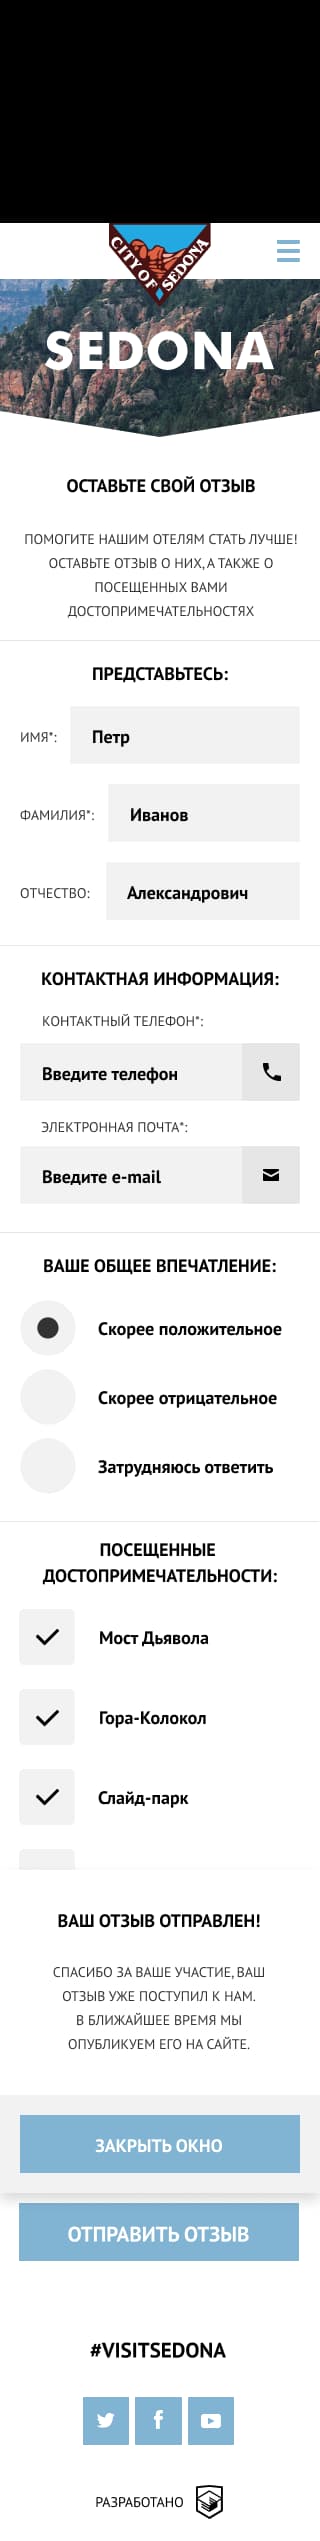 CITY OF SEDONA
SEDONA
ОСТАВЬТЕ СВОЙ ОТЗЫВ
ПОМОГИТЕ НАШИМ ОТЕЛЯМ СТАТЬ ЛУЧШЕ!
ОСТАВЬТЕ ОТЗЫВ О НИХ, А ТАКЖЕ О
ПОСЕЩЕННЫХ ВАМИ
ДОСТОПРИМЕЧАТЕЛЬНОСТЯХ
ПРЕДСТАВЬТЕСЬ:
ИМЯ*: Петр
ФАМИЛИЯ*: Иванов
ОТЧЕСТВО: Александрович
КОНТАКТНАЯ ИНФОРМАЦИЯ:
КОНТАКТНЫЙ ТЕЛЕФОН*:
Введите телефон
ЭЛЕКТРОННАЯ ПОЧТА*:
Введите e-mail
ВАШЕ ОБЩЕЕ ВПЕЧАТЛЕНИЕ:
Скорее положительное
Скорее отрицательное
Затрудняюсь ответить
ПОСЕЩЕННЫЕ
ДОСТОПРИМЕЧАТЕЛЬНОСТИ:
Мост Дьявола
Гора-Колокол
Слайд-парк
ВАШ ОТЗЫВ ОТПРАВЛЕН!
СПАСИБО ЗА ВАШЕ УЧАСТИЕ, ВАШ
ОТЗЫВ УЖЕ ПОСТУПИЛ К НАМ.
В БЛИЖАЙШЕЕ ВРЕМЯ МЫ
ОПУБЛИКУЕМ ЕГО НА САЙТЕ.
ЗАКРЫТЬ ОКНО
ОТПРАВИТЬ ОТЗЫВ
#VISITSEDONA
РАЗРАБОТАНО